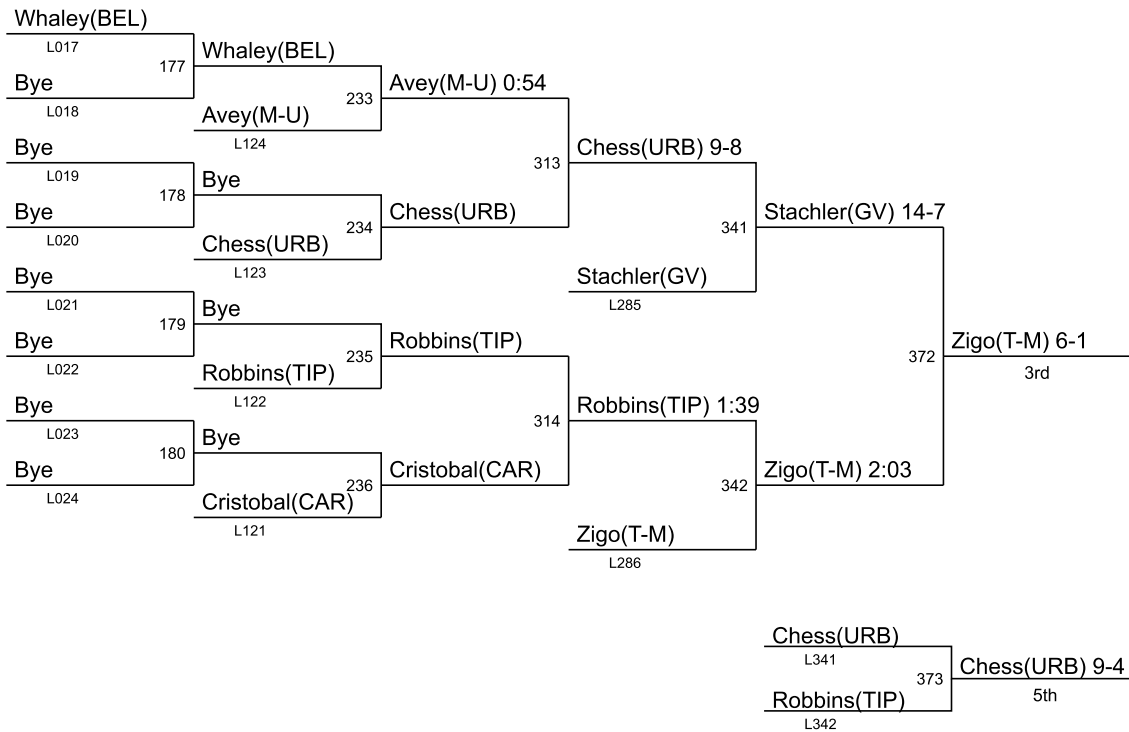 Whaley(BEL)
L017
177
Bye
L018
Whaley(BEL)
233
Avey(M-U)
L124
Avey(M-U) 0:54
Bye
L019
178
Bye
L020
Bye
234
Chess(URB)
L123
Chess(URB)
313
Chess(URB) 9-8
341
Stachler(GV)
L285
Stachler(GV) 14-7
Bye
L021
179
Bye
L022
Bye
235
Robbins(TIP)
L122
Robbins(TIP)
Bye
L023
180
Bye
L024
Bye
236
Cristobal(CAR)
L121
Cristobal(CAR)
314
Robbins(TIP) 1:39
342
Zigo(T-M)
L286
Zigo(T-M) 2:03
372
Zigo(T-M) 6-1
3rd
Chess(URB)
L341
373
Robbins(TIP)
L342
Chess(URB) 9-4
5th